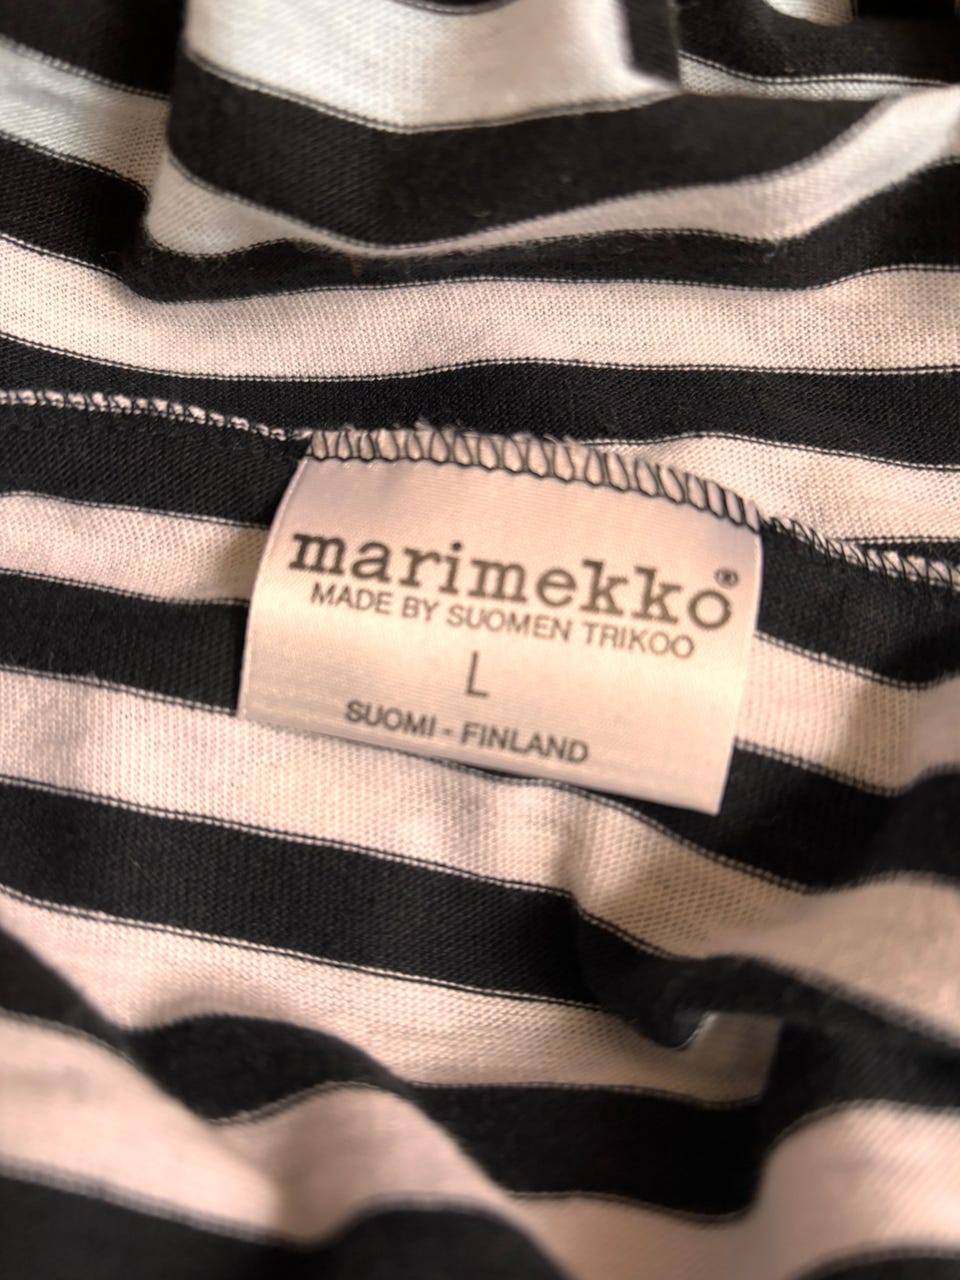 marimekko®
MADE BY SUOMEN TRIKOO
L
SUOMI - FINLAND